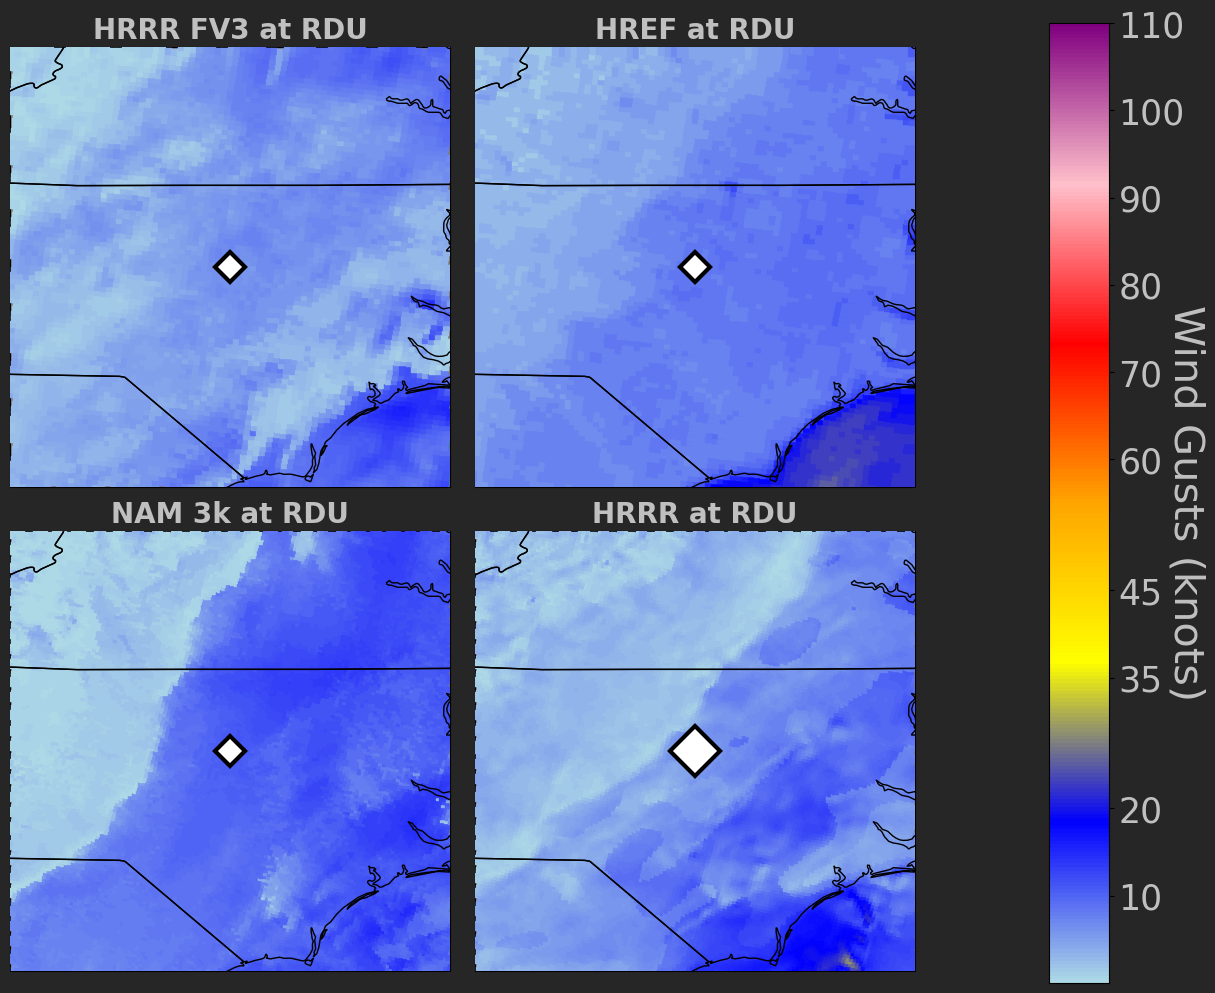 HRRR FV3 at RDU
HREF at RDU
NAM 3k at RDU
HRRR at RDU
110
100
90
80
70
60
45
35
20
10
Wind Gusts (knots)